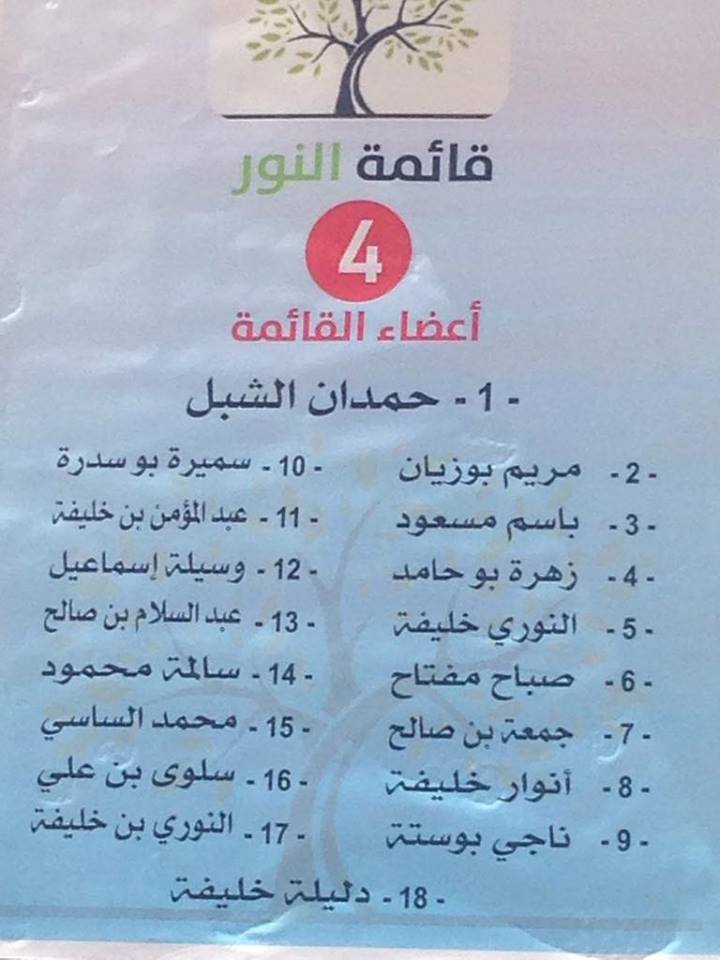 قائمة النور
4
أعضاء القائمة
- 1 - حمدان الشبل
- 2 - مريم بوزيان
- 3 - باسم مسعود
- 4 - زهرة بو حامد
- 5 - النوري خليفة
- 6 - صباح مفتاح
- 7 - جمعة بن صالح
- 8 - أنوار خليفة
- 9 - ناجي بوستة
- 10 - سميرة بو سدرة
- 11 - عبد المؤمن بن خليفة
- 12 - وسيلة إسماعيل
- 13 - عبد السلام بن صالح
- 14 - سالمة محمود
- 15 - محمد الساسي
- 16 - سلوى بن علي
- 17 - النوري بن خليفة
- 18 - دليلة خليفة